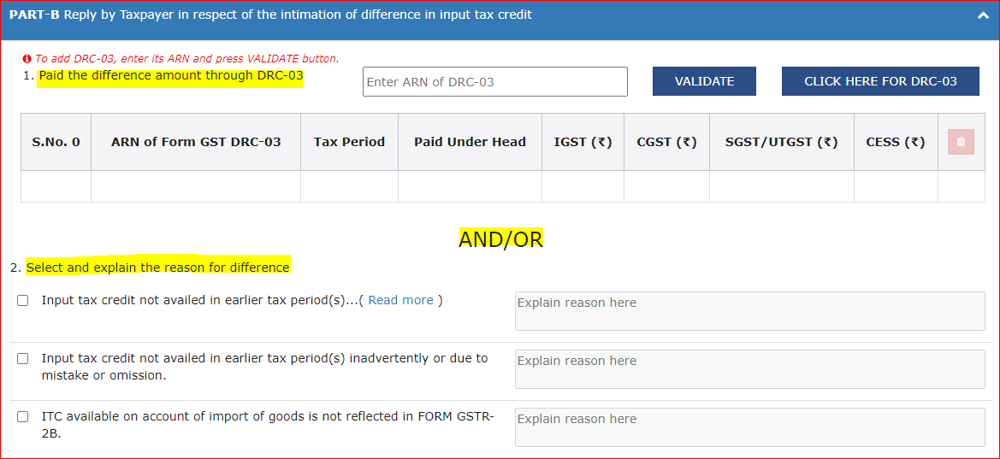 PART-B Reply by Taxpayer in respect of the intimation of difference in input tax credit
To add DRC-03, enter its ARN and press VALIDATE button.
1. Paid the difference amount through DRC-03
Enter ARN of DRC-03
VALIDATE
CLICK HERE FOR DRC-03
S.No. 0 ARN of Form GST DRC-03 Tax Period Paid Under Head IGST (₹) CGST (₹) SGST/UTGST (₹) CESS (₹)
AND/OR
2. Select and explain the reason for difference
Input tax credit not availed in earlier tax period(s)...( Read more )
Explain reason here
Input tax credit not availed in earlier tax period(s) inadvertently or due to
mistake or omission.
Explain reason here
ITC available on account of import of goods is not reflected in FORM GSTR-
2B.
Explain reason here